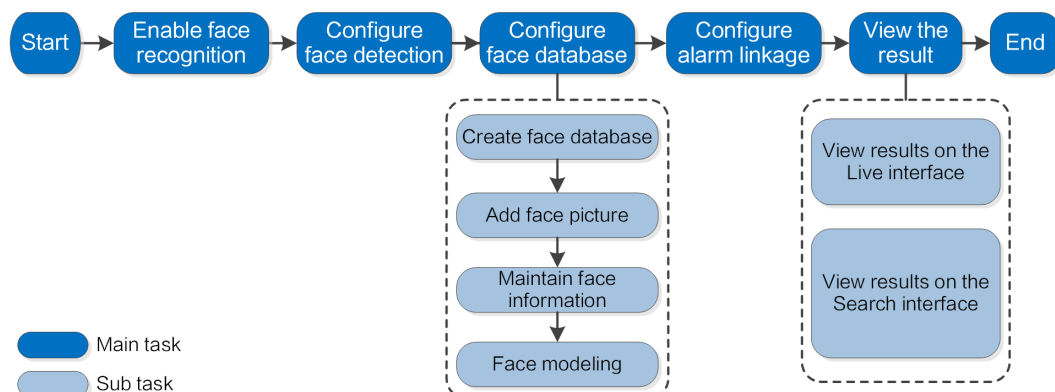 Start
Enable face
recognition
Configure
face detection
Configure
face database
Configure
alarm linkage
View the
result
End
Create face database
Add face picture
Maintain face
information
Face modeling
View results on the
Live interface
View results on the
Search interface
Main task
Sub task